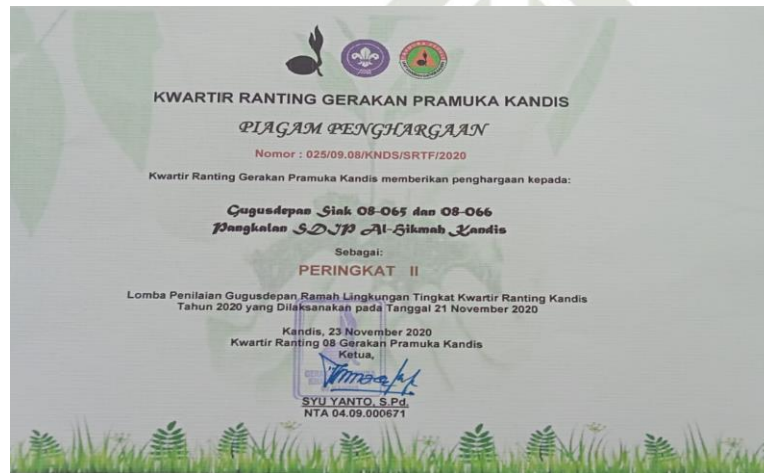 KWARTIR RANTING GERAKAN PRAMUKA KANDIS
PIAGAM PENGHARGAAN
Nomor : 025/09.08/KNDS/SRTF/2020
Kwartir Ranting Gerakan Pramuka Kandis memberikan penghargaan kepada:
Gugusdepan Siak 08-065 dan 08-066
Pangkalan SDIP Al-Hikmah Kandis
Sebagai:
PERINGKAT II
Lomba Penilaian Gugusdepan Ramah Lingkungan Tingkat Kwartir Ranting Kandis
Tahun 2020 yang Dilaksanakan pada Tanggal 21 November 2020
Kandis, 23 November 2020
Kwartir Ranting 08 Gerakan Pramuka Kandis
Ketua,
SYU YANTO, S.Pd.
NTA 04.09.000671